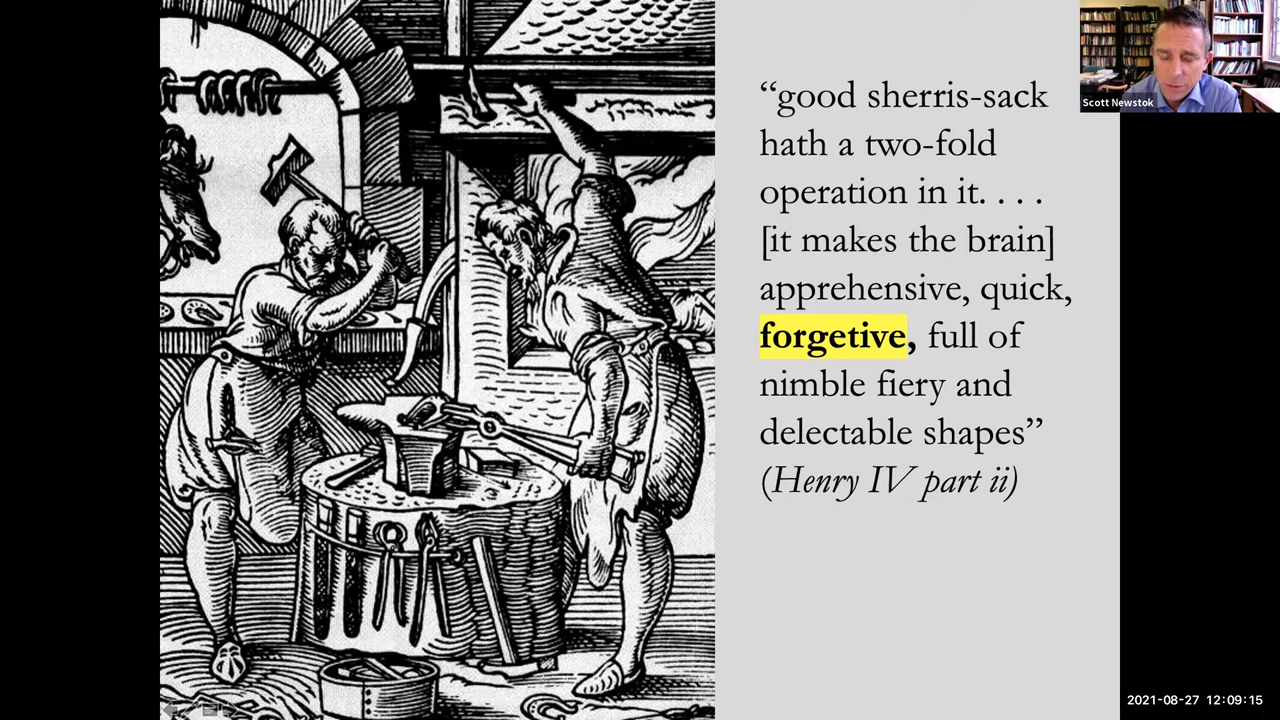 “good sherris-sack
hath a two-fold
operation in it. . . .
[it makes the brain]
apprehensive, quick,
forgetive, full of
nimble fiery and
delectable shapes”
(Henry IV part ii)
Scott Newstok
2021-08-27 12:09:15